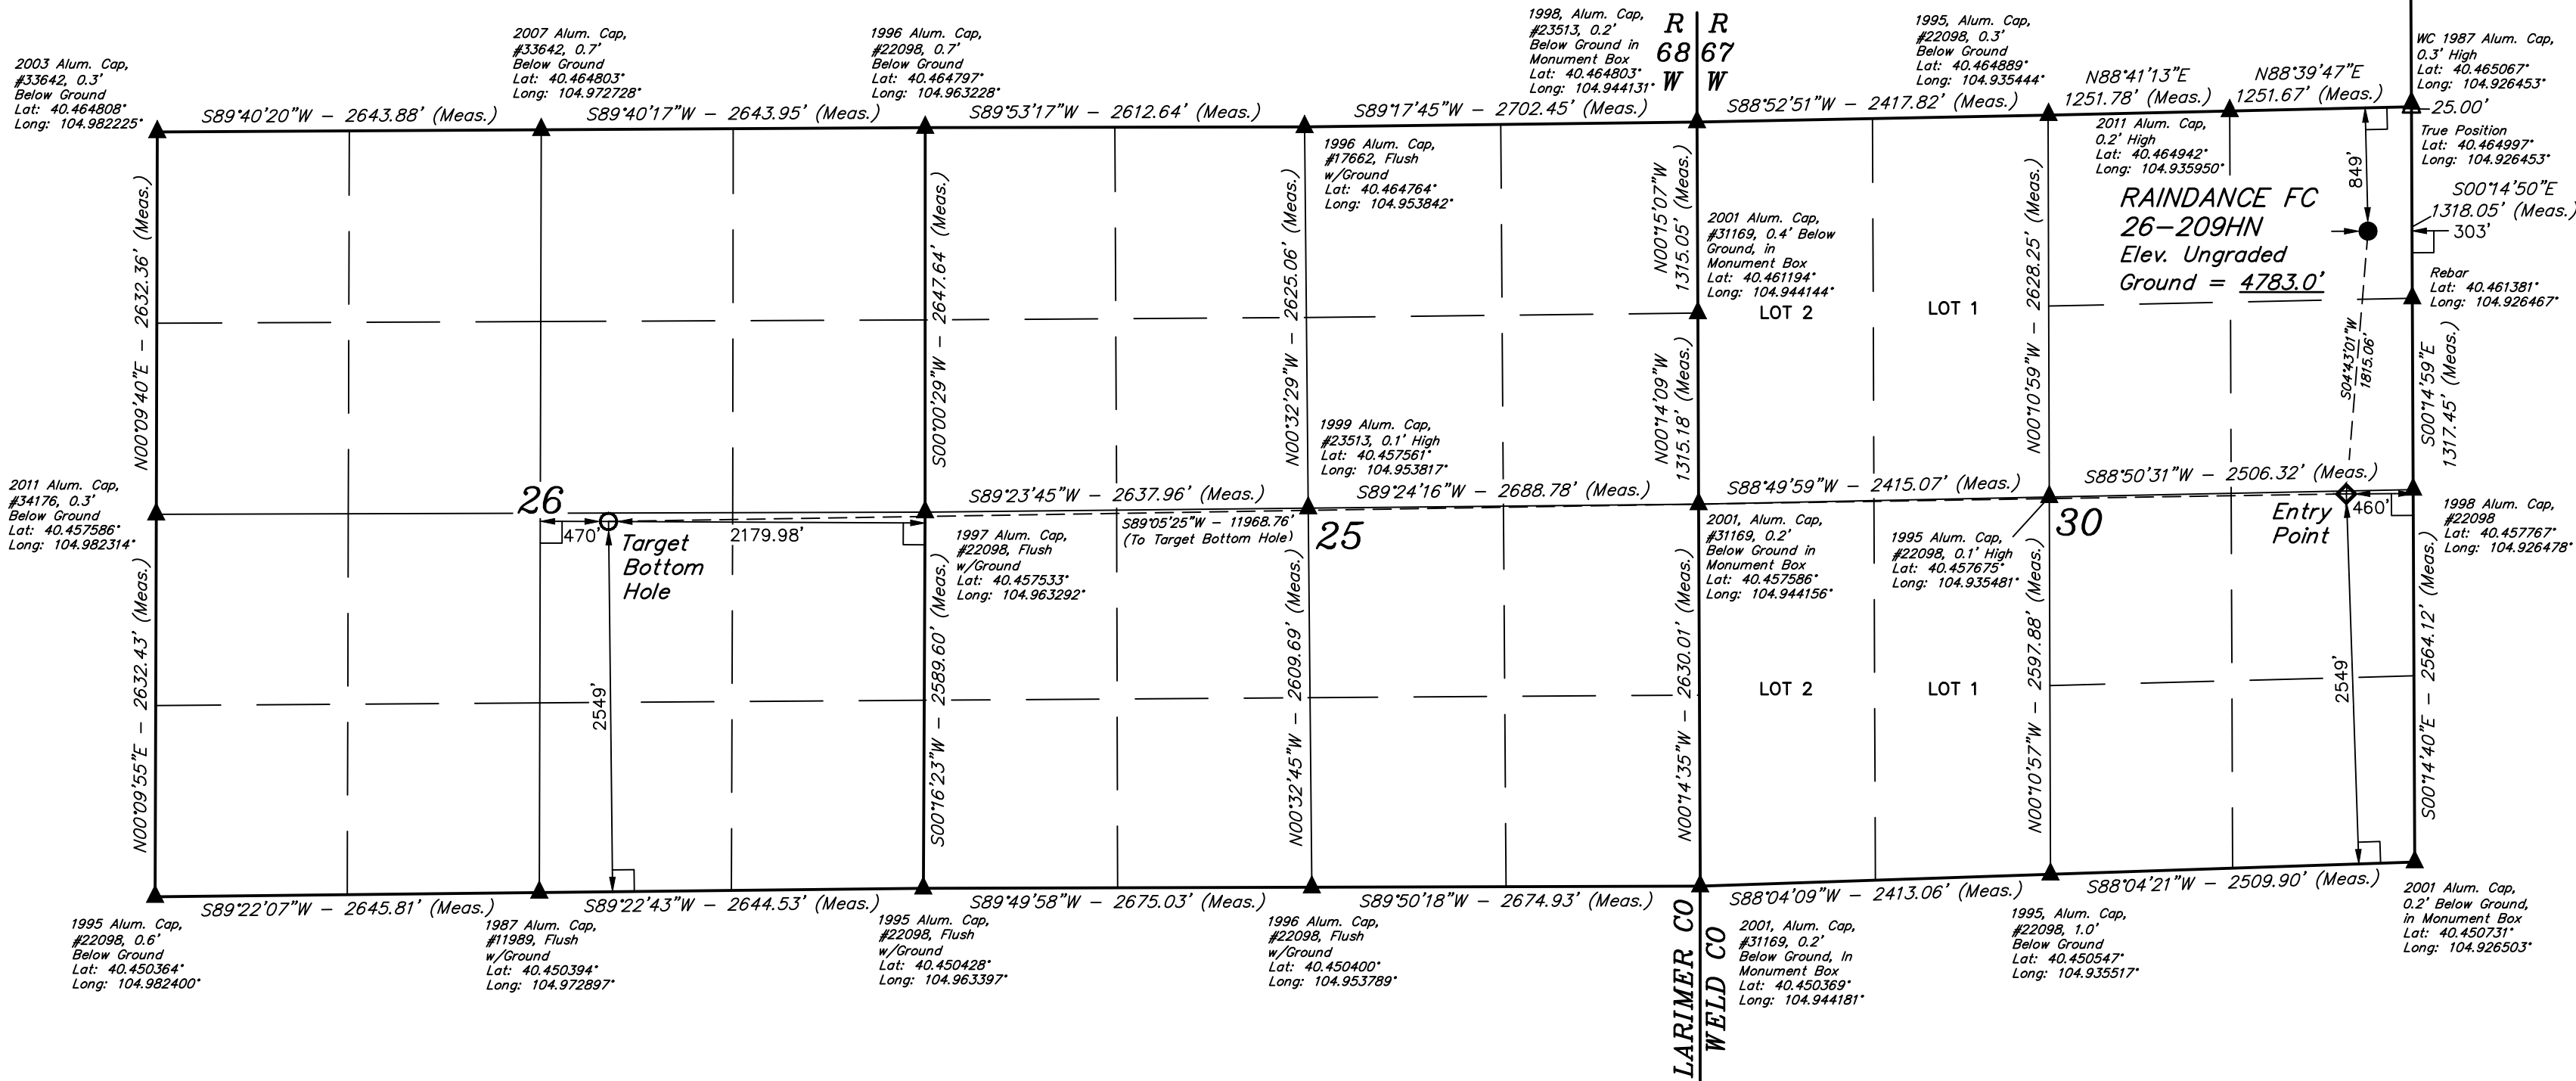 2003 Alum. Cap,
#33642, 0.3'
Below Ground
Lat: 40.464808°
Long: 104.982225°
2007 Alum. Cap,
#33642, 0.7'
Below Ground
Lat: 40.464803°
Long: 104.972728°
1996 Alum. Cap,
#22098, 0.7'
Below Ground
Lat: 40.464797°
Long: 104.963228°
1998, Alum. Cap,
#23513, 0.2'
Below Ground in
Monument Box
Lat: 40.464803°
Long: 104.944131°
R R
68 67
W W
1995, Alum. Cap,
#22098, 0.3'
Below Ground
Lat: 40.464889°
Long: 104.935444°
WC 1987 Alum. Cap,
0.3' High
Lat: 40.465067°
Long: 104.926453°
S89°40'20"W - 2643.88' (Meas.)
S89°40'17"W - 2643.95' (Meas.)
S89°53'17"W - 2612.64' (Meas.)
S89°17'45"W - 2702.45' (Meas.)
S88°52'51"W - 2417.82' (Meas.)
N88°41'13"E
1251.78' (Meas.)
N88°39'47"E
1251.67' (Meas.)
25.00'
True Position
Lat: 40.464997°
Long: 104.926453°
1996 Alum. Cap,
#17662, Flush
w/Ground
Lat: 40.464764°
Long: 104.953842°
2011 Alum. Cap,
0.2' High
Lat: 40.464942°
Long: 104.935950°
849'
S00°14'50"E
1318.05' (Meas.)
303'
RAINDANCE FC
26-209HN
Elev. Ungraded
Ground = 4783.0'
N00°09'40"E - 2632.36' (Meas.)
S00°00'29"W - 2647.64' (Meas.)
N00°32'29"W - 2625.06' (Meas.)
N00°15'07"W
1315.05' (Meas.)
2001 Alum. Cap,
#31169, 0.4' Below
Ground, in
Monument Box
Lat: 40.461194°
Long: 104.944144°
N00°10'59"W - 2628.25' (Meas.)
LOT 2
LOT 1
Rebar
Lat: 40.461381°
Long: 104.926467°
S04°43'01"W
1815.06'
N00°14'09"W
1315.18' (Meas.)
S00°14'59"E
1317.45' (Meas.)
1999 Alum. Cap,
#23513, 0.1' High
Lat: 40.457561°
Long: 104.953817°
2011 Alum. Cap,
#34176, 0.3'
Below Ground
Lat: 40.457586°
Long: 104.982314°
26
S89°23'45"W - 2637.96' (Meas.)
S89°24'16"W - 2688.78' (Meas.)
S88°49'59"W - 2415.07' (Meas.)
S88°50'31"W - 2506.32' (Meas.)
470'
Target
Bottom
Hole
2179.98'
1997 Alum. Cap,
#22098, Flush
w/Ground
Lat: 40.457533°
Long: 104.963292°
S89°05'25"W - 11968.76'
(To Target Bottom Hole)
25
2001, Alum. Cap,
#31169, 0.2'
Below Ground in
Monument Box
Lat: 40.457586°
Long: 104.944156°
1995 Alum. Cap,
#22098, 0.1' High
Lat: 40.457675°
Long: 104.935481°
30
Entry
Point
460'
1998 Alum. Cap,
#22098
Lat: 40.457767°
Long: 104.926478°
N00°09'55"E - 2632.43' (Meas.)
2549'
S00°16'23"W - 2589.60' (Meas.)
N00°32'45"W - 2609.69' (Meas.)
N00°14'35"W - 2630.01' (Meas.)
LOT 2
LOT 1
N00°10'57"W - 2597.88' (Meas.)
2549'
S00°14'40"E - 2564.12' (Meas.)
S89°22'07"W - 2645.81' (Meas.)
S89°22'43"W - 2644.53' (Meas.)
S89°49'58"W - 2675.03' (Meas.)
S89°50'18"W - 2674.93' (Meas.)
S88°04'09"W - 2413.06' (Meas.)
S88°04'21"W - 2509.90' (Meas.)
1995 Alum. Cap,
#22098, 0.6'
Below Ground
Lat: 40.450364°
Long: 104.982400°
1987 Alum. Cap,
#11989, Flush
w/Ground
Lat: 40.450394°
Long: 104.972897°
1995 Alum. Cap,
#22098, Flush
w/Ground
Lat: 40.450428°
Long: 104.963397°
1996 Alum. Cap,
#22098, Flush
w/Ground
Lat: 40.450400°
Long: 104.953789°
LARIMER CO
WELD CO
2001, Alum. Cap,
#31169, 0.2'
Below Ground, In
Monument Box
Lat: 40.450369°
Long: 104.944181°
1995, Alum. Cap,
#22098, 1.0'
Below Ground
Lat: 40.450547°
Long: 104.935517°
2001 Alum. Cap,
0.2' Below Ground,
in Monument Box
Lat: 40.450731°
Long: 104.926503°